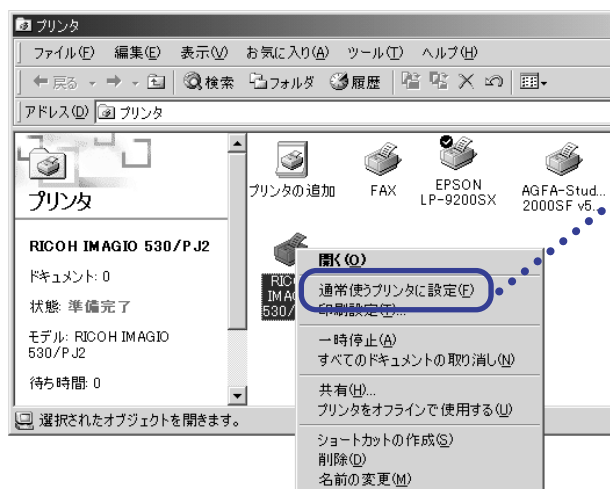 プリンタ
ファイル(F) 編集(E) 表示(V) お気に入り(A) ツール(T) ヘルプ(H)
戻る 検索 フォルダ 履歴
アドレス(D) プリンタ
プリンタ
RICOH IMAGIO 530/PJ2
ドキュメント: 0
状態: 準備完了
モデル: RICOH IMAGIO
530/PJ2
待ち時間: 0
プリンタの追加
FAX
EPSON
LP-9200SX
AGFA-Stud...
2000SF v5...
RIC
IMA
530/
開く(O)
通常使うプリンタに設定(F)
印刷設定(T)...
一時停止(A)
すべてのドキュメントの取り消し(N)
共有(H)...
プリンタをオフラインで使用する(U)
ショートカットの作成(S)
削除(D)
名前の変更(M)
選択されたオブジェクトを開きます。